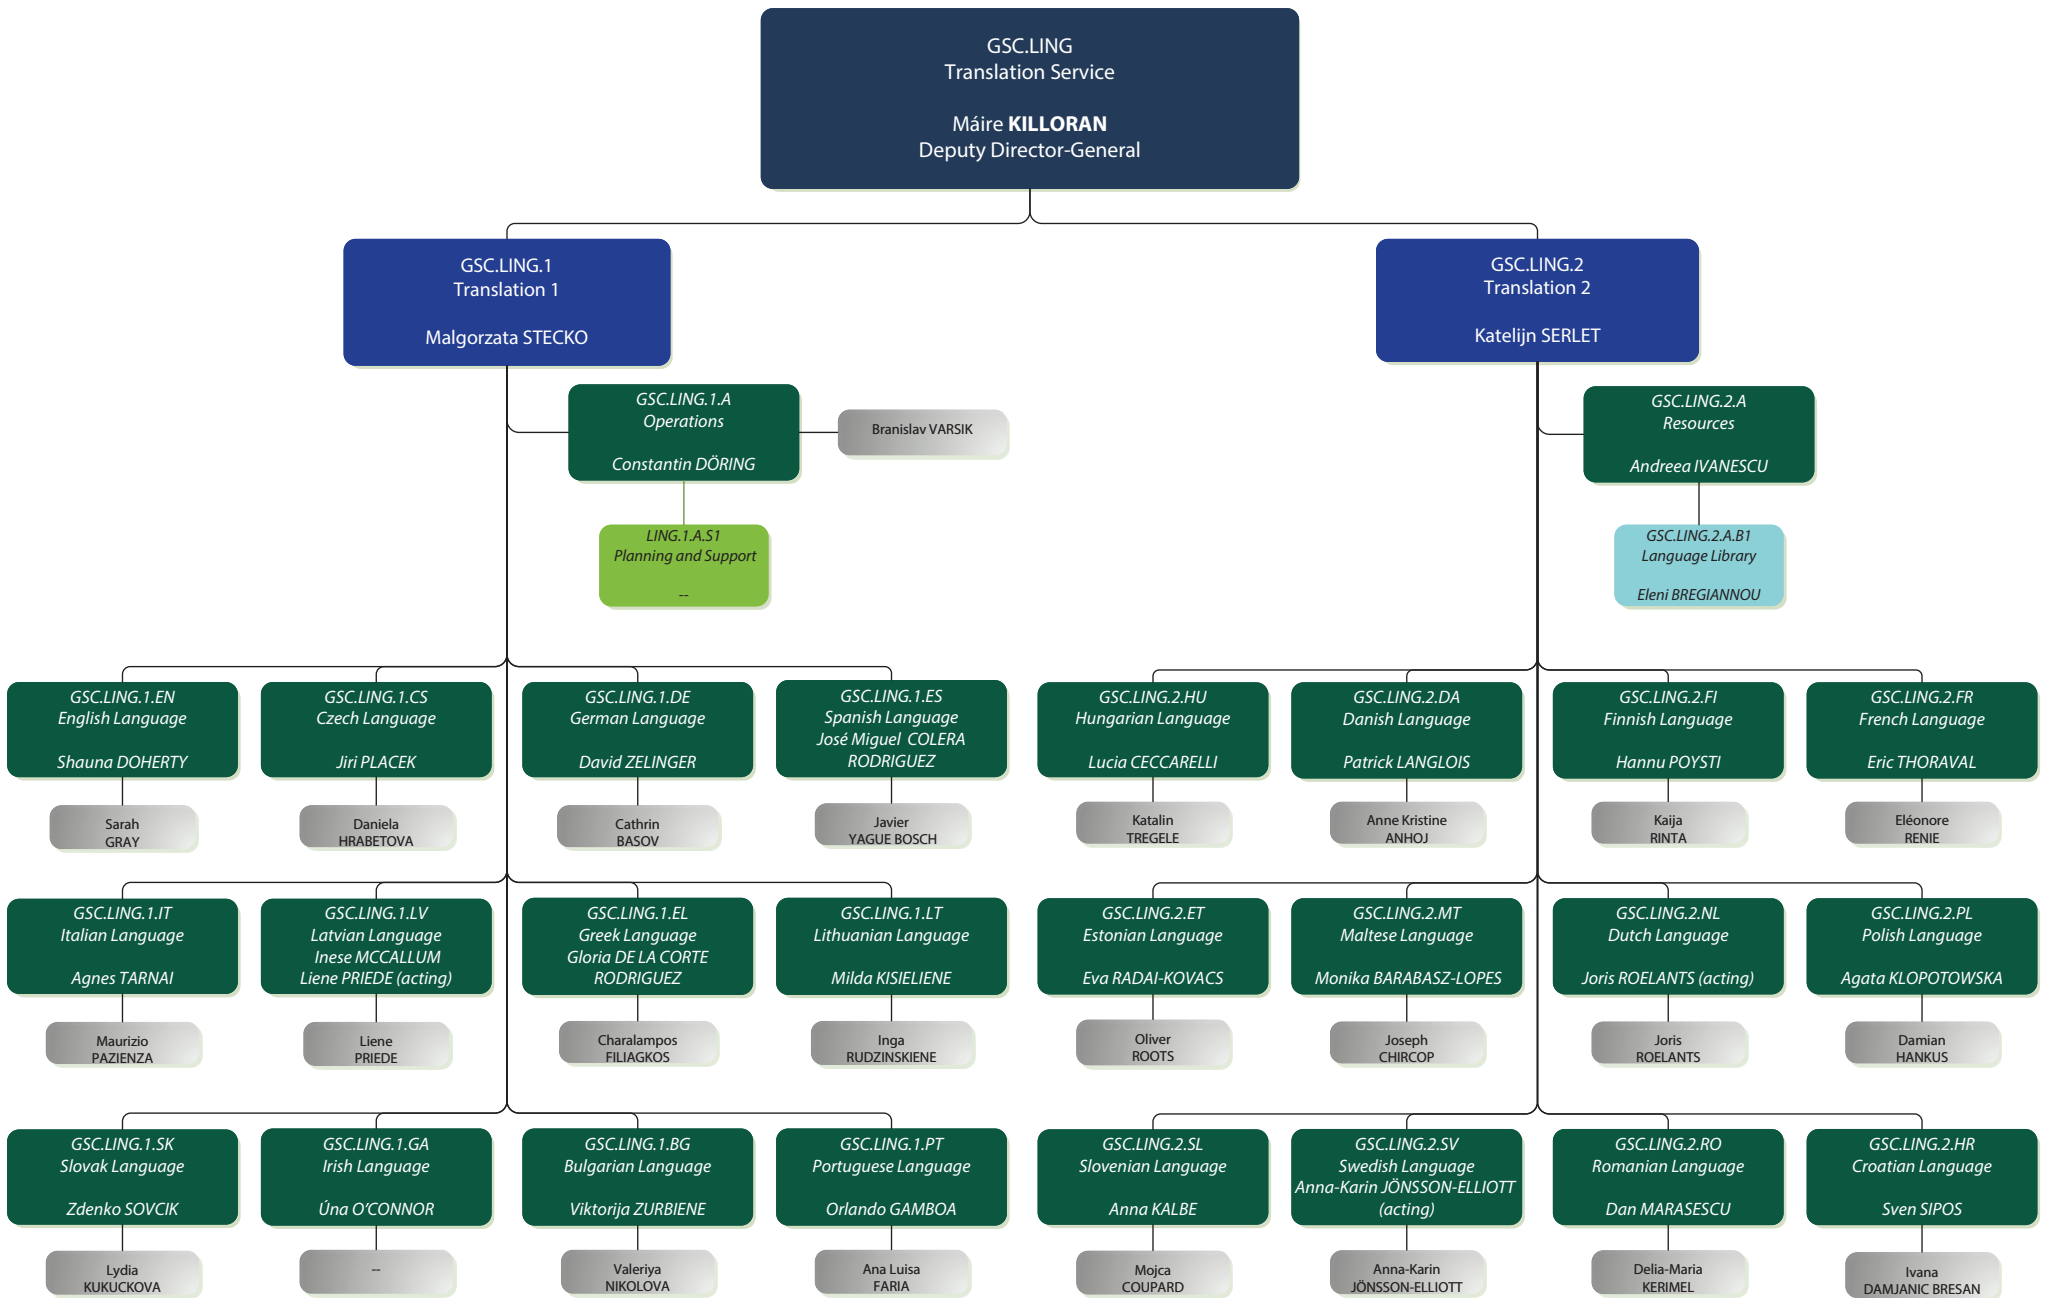 GSC.LING
Translation Service
Máire KILLORAN
Deputy Director-General
GSC.LING.1
Translation 1
Malgorzata STECKO
GSC.LING.2
Translation 2
Katelijn SERLET
GSC.LING.1.A
Operations
Constantin DÖRING
Branislav VARSIK
GSC.LING.2.A
Resources
Andreea IVANESCU
LING.1.A.S1
Planning and Support
--
GSC.LING.2.A.B1
Language Library
Eleni BREGIANNOU
GSC.LING.1.EN
English Language
Shauna DOHERTY
GSC.LING.1.CS
Czech Language
Jiri PLACEK
GSC.LING.1.DE
German Language
David ZELINGER
GSC.LING.1.ES
Spanish Language
José Miguel COLERA
RODRIGUEZ
GSC.LING.2.HU
Hungarian Language
Lucia CECCARELLI
GSC.LING.2.DA
Danish Language
Patrick LANGLOIS
GSC.LING.2.FI
Finnish Language
Hannu POYSTI
GSC.LING.2.FR
French Language
Eric THORAVAL
Sarah
GRAY
Daniela
HRABETOVA
Cathrin
BASOV
Javier
YAGUE BOSCH
Katalin
TREGELE
Anne Kristine
ANHOJ
Kaija
RINTA
Eléonore
RENIE
GSC.LING.1.IT
Italian Language
Agnes TARNAI
GSC.LING.1.LV
Latvian Language
Inese MCCALLUM
Liene PRIEDE (acting)
GSC.LING.1.EL
Greek Language
Gloria DE LA CORTE
RODRIGUEZ
GSC.LING.1.LT
Lithuanian Language
Milda KISIELIENE
GSC.LING.2.ET
Estonian Language
Eva RADAI-KOVACS
GSC.LING.2.MT
Maltese Language
Monika BARABASZ-LOPES
GSC.LING.2.NL
Dutch Language
Joris ROELANTS (acting)
GSC.LING.2.PL
Polish Language
Agata KLOPOTOWSKA
Maurizio
PAZIENZA
Liene
PRIEDE
Charalampos
FILIAGKOS
Inga
RUDZINSKIENE
Oliver
ROOTS
Joseph
CHIRCOP
Joris
ROELANTS
Damian
HANKUS
GSC.LING.1.SK
Slovak Language
Zdenko SOVCIK
GSC.LING.1.GA
Irish Language
Úna O'CONNOR
GSC.LING.1.BG
Bulgarian Language
Viktorija ZURBIENE
GSC.LING.1.PT
Portuguese Language
Orlando GAMBOA
GSC.LING.2.SL
Slovenian Language
Anna KALBE
GSC.LING.2.SV
Swedish Language
Anna-Karin JÖNSSON-ELLIOTT
(acting)
GSC.LING.2.RO
Romanian Language
Dan MARASESCU
GSC.LING.2.HR
Croatian Language
Sven SIPOS
Lydia
KUKUCKOVA
--
Valeriya
NIKOLOVA
Ana Luisa
FARIA
Mojca
COUPARD
Anna-Karin
JÖNSSON-ELLIOTT
Delia-Maria
KERIMEL
Ivana
DAMJANIC BRESAN